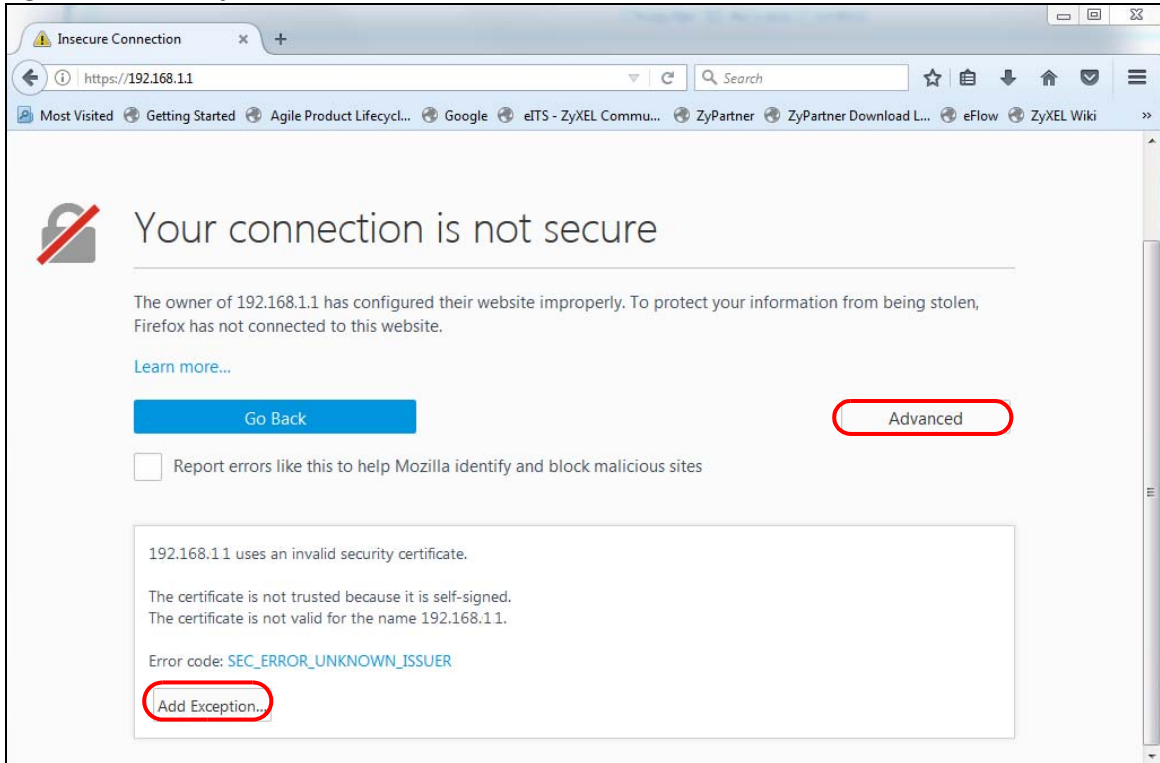 Insecure Connection
https://192.168.1.1
Search
Most Visited
Getting Started
Agile Product Lifecycl...
Google
eITS - ZyXEL Commu...
ZyPartner
ZyPartner Download L...
eFlow
ZyXEL Wiki
Your connection is not secure
The owner of 192.168.1.1 has configured their website improperly. To protect your information from being stolen,
Firefox has not connected to this website.
Learn more...
Go Back
Advanced
Report errors like this to help Mozilla identify and block malicious sites
192.168.1.1 uses an invalid security certificate.
The certificate is not trusted because it is self-signed.
The certificate is not valid for the name 192.168.1.1.
Error code: SEC_ERROR_UNKNOWN_ISSUER
Add Exception...